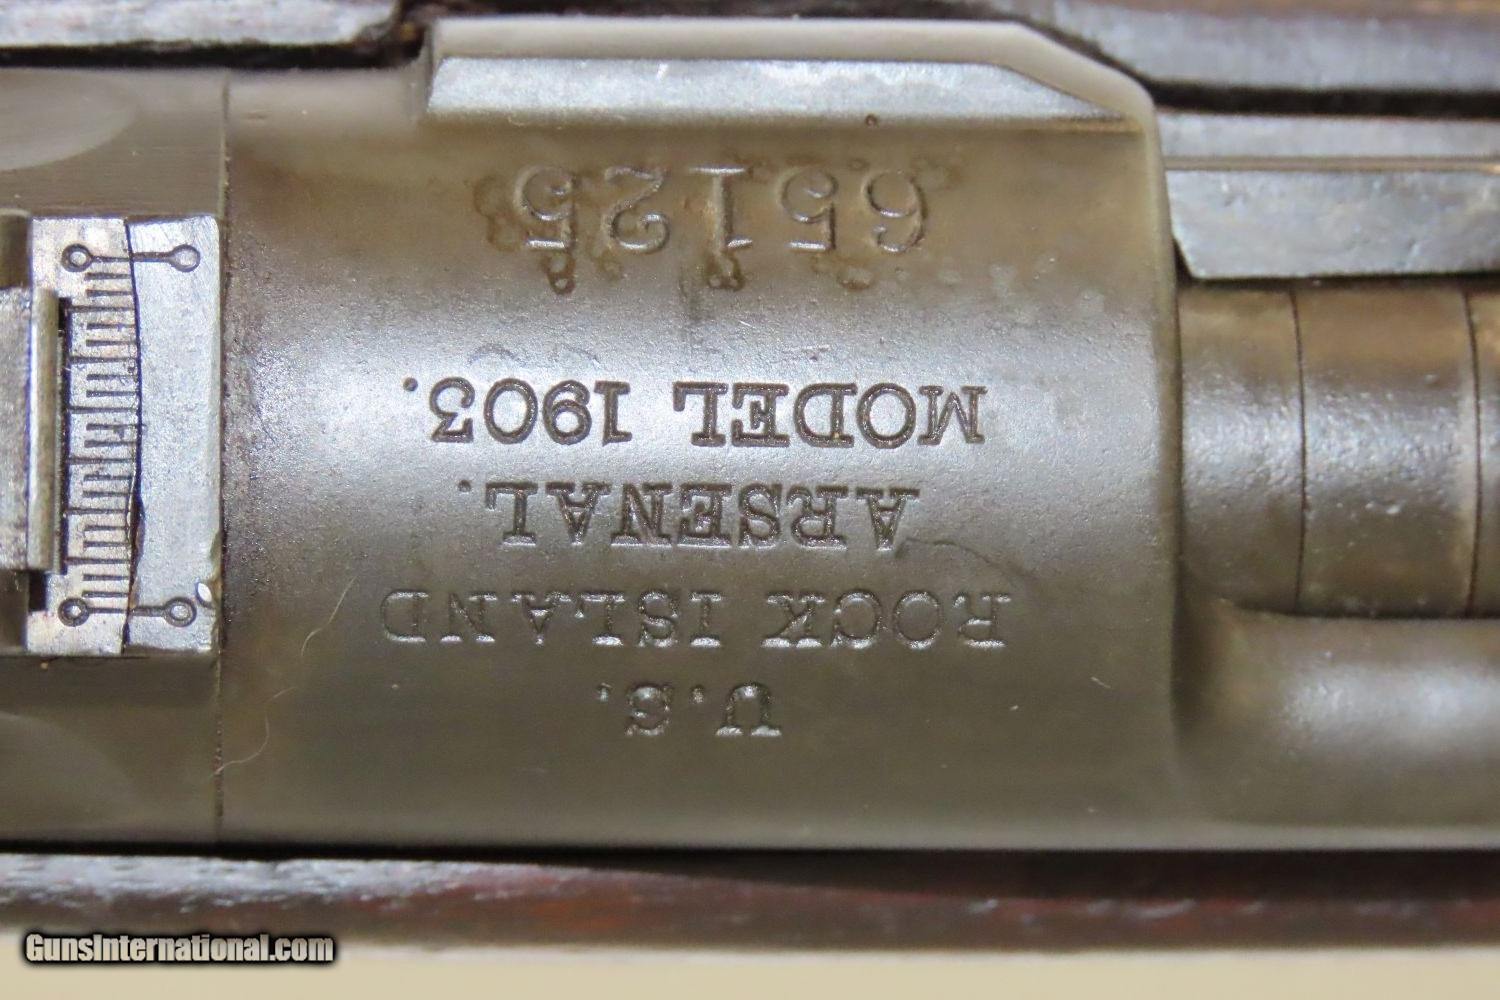 U.S.
ROCK ISLAND
ARSENAL.
MODEL 1903.
65125
GunsInternational.com